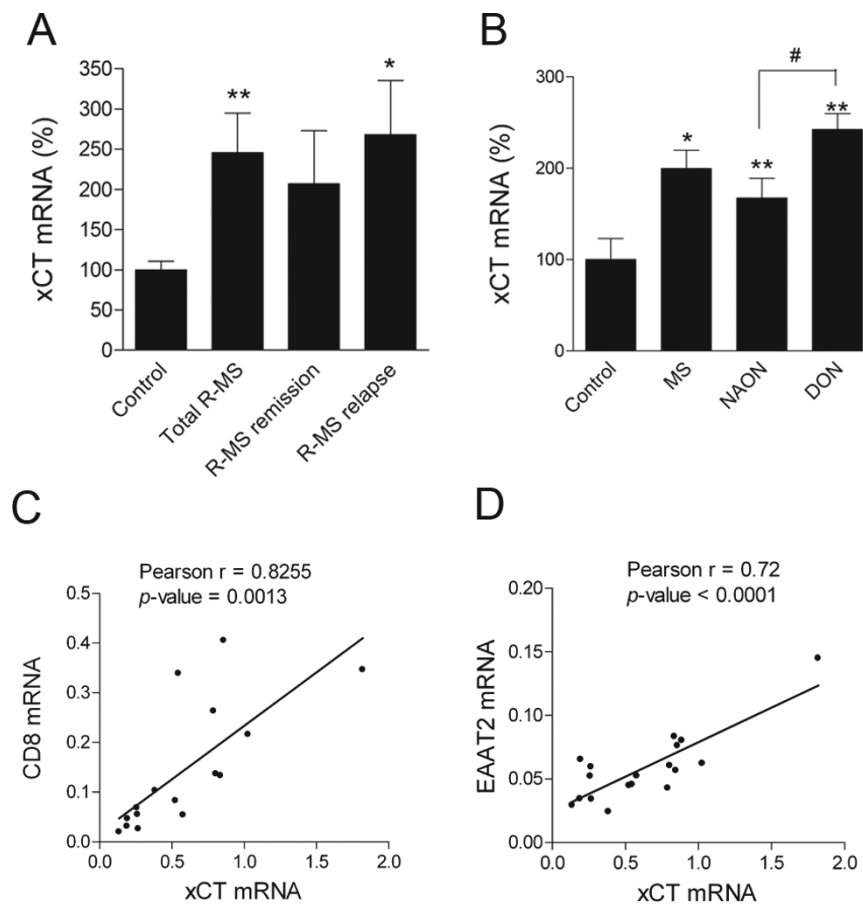 A
xCT mRNA (%)
350
300
250
200
150
100
50
0
**
*
Control
Total R-MS
R-MS remission
R-MS relapse
B
xCT mRNA (%)
300
200
100
0
*
**
**
#
Control
MS
NAON
DON
C
Pearson r = 0.8255
p-value = 0.0013
CD8 mRNA
0.5
0.4
0.3
0.2
0.1
0.0
0.0 0.5 1.0 1.5 2.0
xCT mRNA
D
Pearson r = 0.72
p-value < 0.0001
EAAT2 mRNA
0.20
0.15
0.10
0.05
0.00
0.0 0.5 1.0 1.5 2.0
xCT mRNA